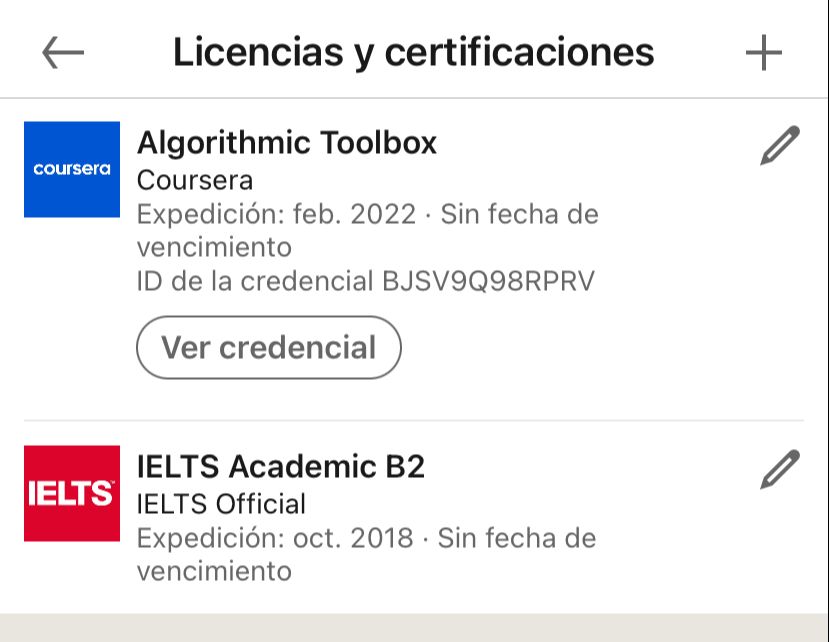 Licencias y certificaciones
coursera
Algorithmic Toolbox
Coursera
Expedición: feb. 2022 · Sin fecha de
vencimiento
ID de la credencial BJSV9Q98RPRV
Ver credencial
IELTS
IELTS Academic B2
IELTS Official
Expedición: oct. 2018 · Sin fecha de
vencimiento